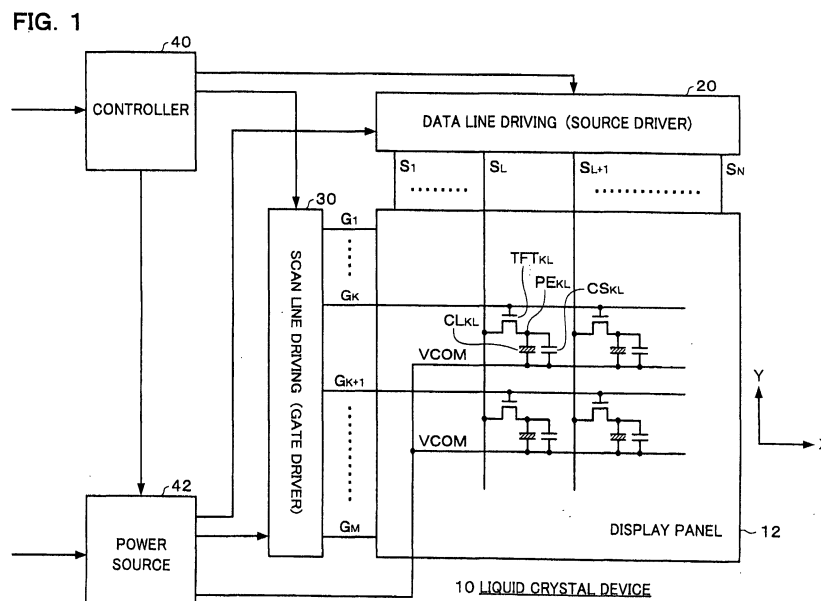 FIG. 1
40
CONTROLLER
20
DATA LINE DRIVING (SOURCE DRIVER)
S1
SL
SL+1
SN
30
SCAN LINE DRIVING (GATE DRIVER)
G1
GK
GK+1
GM
TFTKL
PEKL
CSKL
CLKL
VCOM
VCOM
Y
X
42
POWER SOURCE
DISPLAY PANEL
12
10 LIQUID CRYSTAL DEVICE